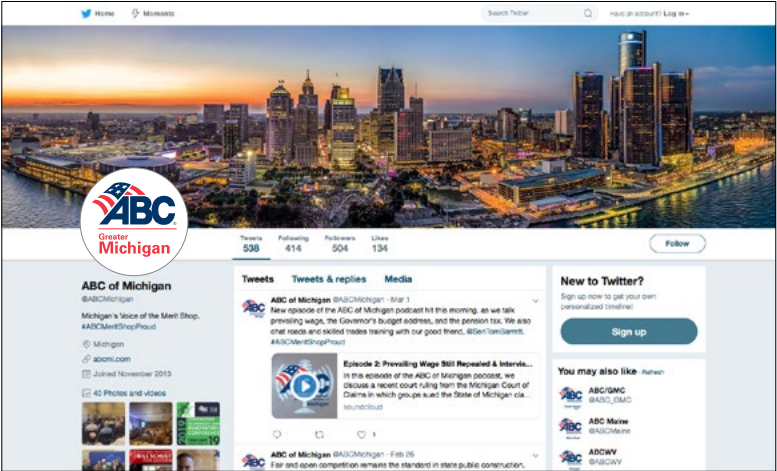 Home
Moments
Search Twitter
Have an account? Log in
ABC
Greater
Michigan
Tweets
538
Following
414
Followers
504
Likes
134
Follow
ABC of Michigan
@ABCMichigan
Michigan's Voice of the Merit Shop.
#ABCMeritShopProud
Michigan
abcmi.com
Joined November 2013
42 Photos and videos
Tweets
Tweets & replies
Media
ABC of Michigan @ABCMichigan · Mar 1
New episode of the ABC of Michigan podcast hit this morning, as we talk
prevailing wage, the Governor's budget address, and the pension tax. We also
chat roads and skilled trades training with our good friend, @BenTomBarrett.
#ABCMeritShopProud
Episode 2: Prevailing Wage Still Repealed & Intervie...
In this episode of the ABC of Michigan podcast, we
discuss a recent court ruling from the Michigan Court of
Claims in which groups sued the State of Michigan cla...
soundcloud
1
ABC of Michigan @ABCMichigan · Feb 26
Fair and open competition remains the standard in state public construction.
New to Twitter?
Sign up now to get your own
personalized timeline!
Sign up
You may also like · Refresh
ABC/GMC
@ABC_GMC
ABC Maine
@ABCMaine
ABCWV
@ABCWV